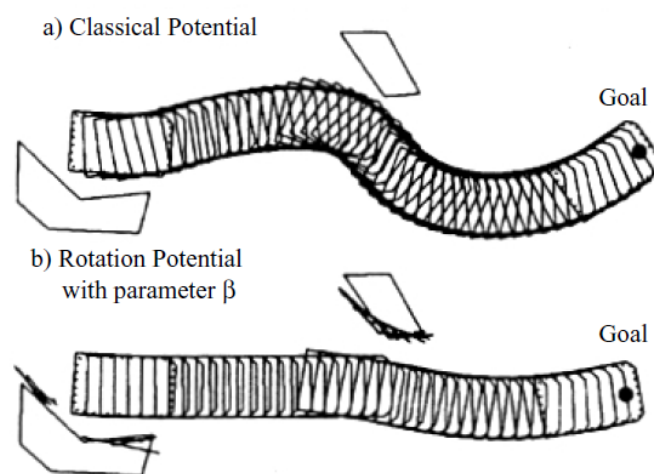 a) Classical Potential
Goal
b) Rotation Potential
with parameter β
Goal